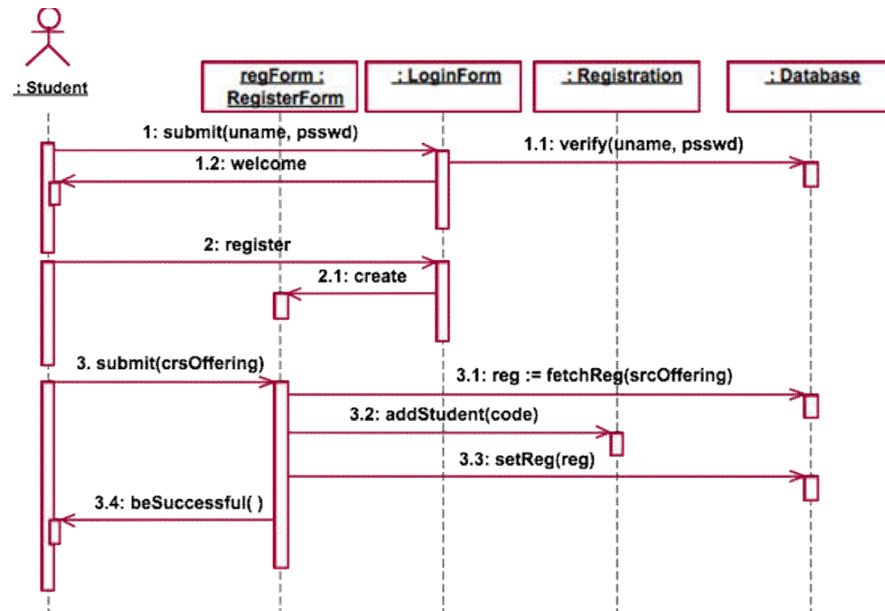 : Student
regForm :
RegisterForm
: LoginForm
: Registration
: Database
1: submit(uname, psswd)
1.1: verify(uname, psswd)
1.2: welcome
2: register
2.1: create
3. submit(crsOffering)
3.1: reg := fetchReg(srcOffering)
3.2: addStudent(code)
3.3: setReg(reg)
3.4: beSuccessful( )